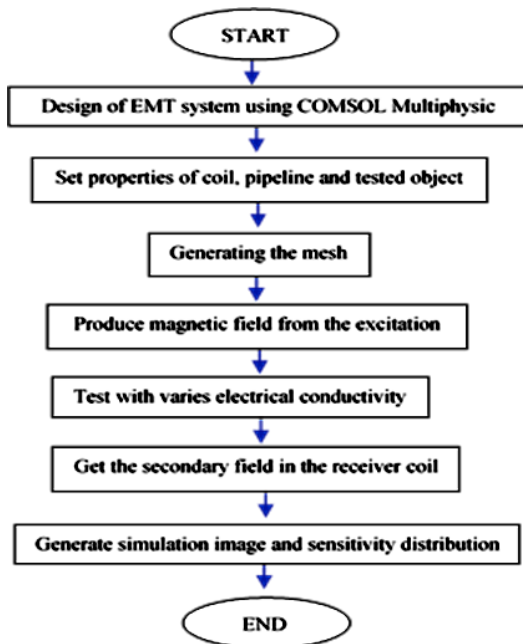 START
Design of EMT system using COMSOL Multiphysic
Set properties of coil, pipeline and tested object
Generating the mesh
Produce magnetic field from the excitation
Test with varies electrical conductivity
Get the secondary field in the receiver coil
Generate simulation image and sensitivity distribution
END